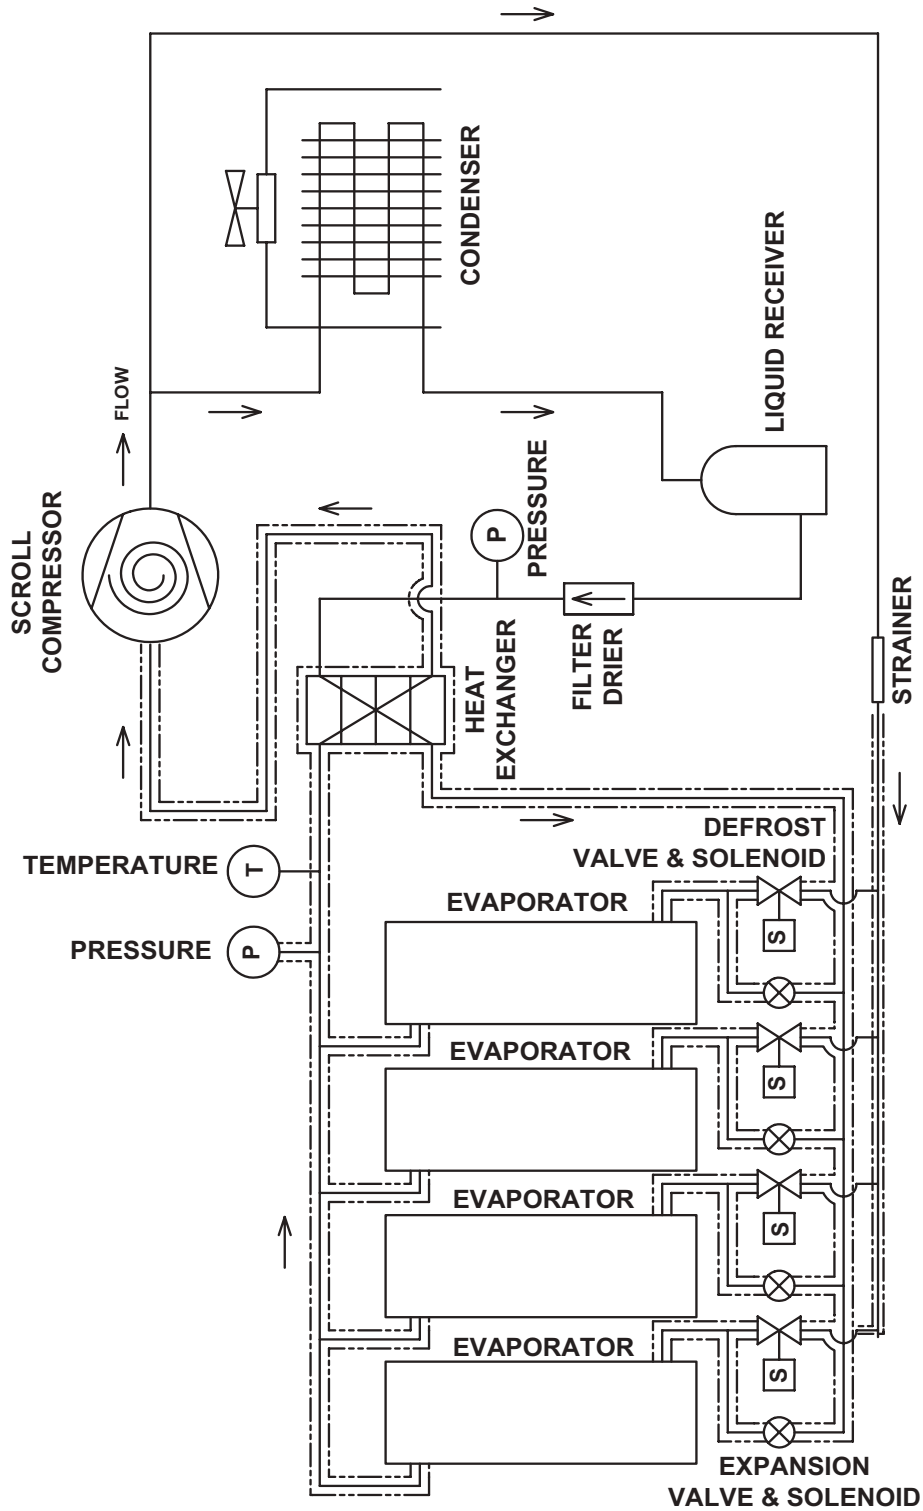 FLOW
CONDENSER
LIQUID RECEIVER
SCROLL
COMPRESSOR
P
PRESSURE
HEAT
EXCHANGER
FILTER
DRIER
STRAINER
TEMPERATURE
T
PRESSURE
P
DEFROST
VALVE & SOLENOID
EVAPORATOR
S
EVAPORATOR
S
EVAPORATOR
S
EVAPORATOR
S
EXPANSION
VALVE & SOLENOID